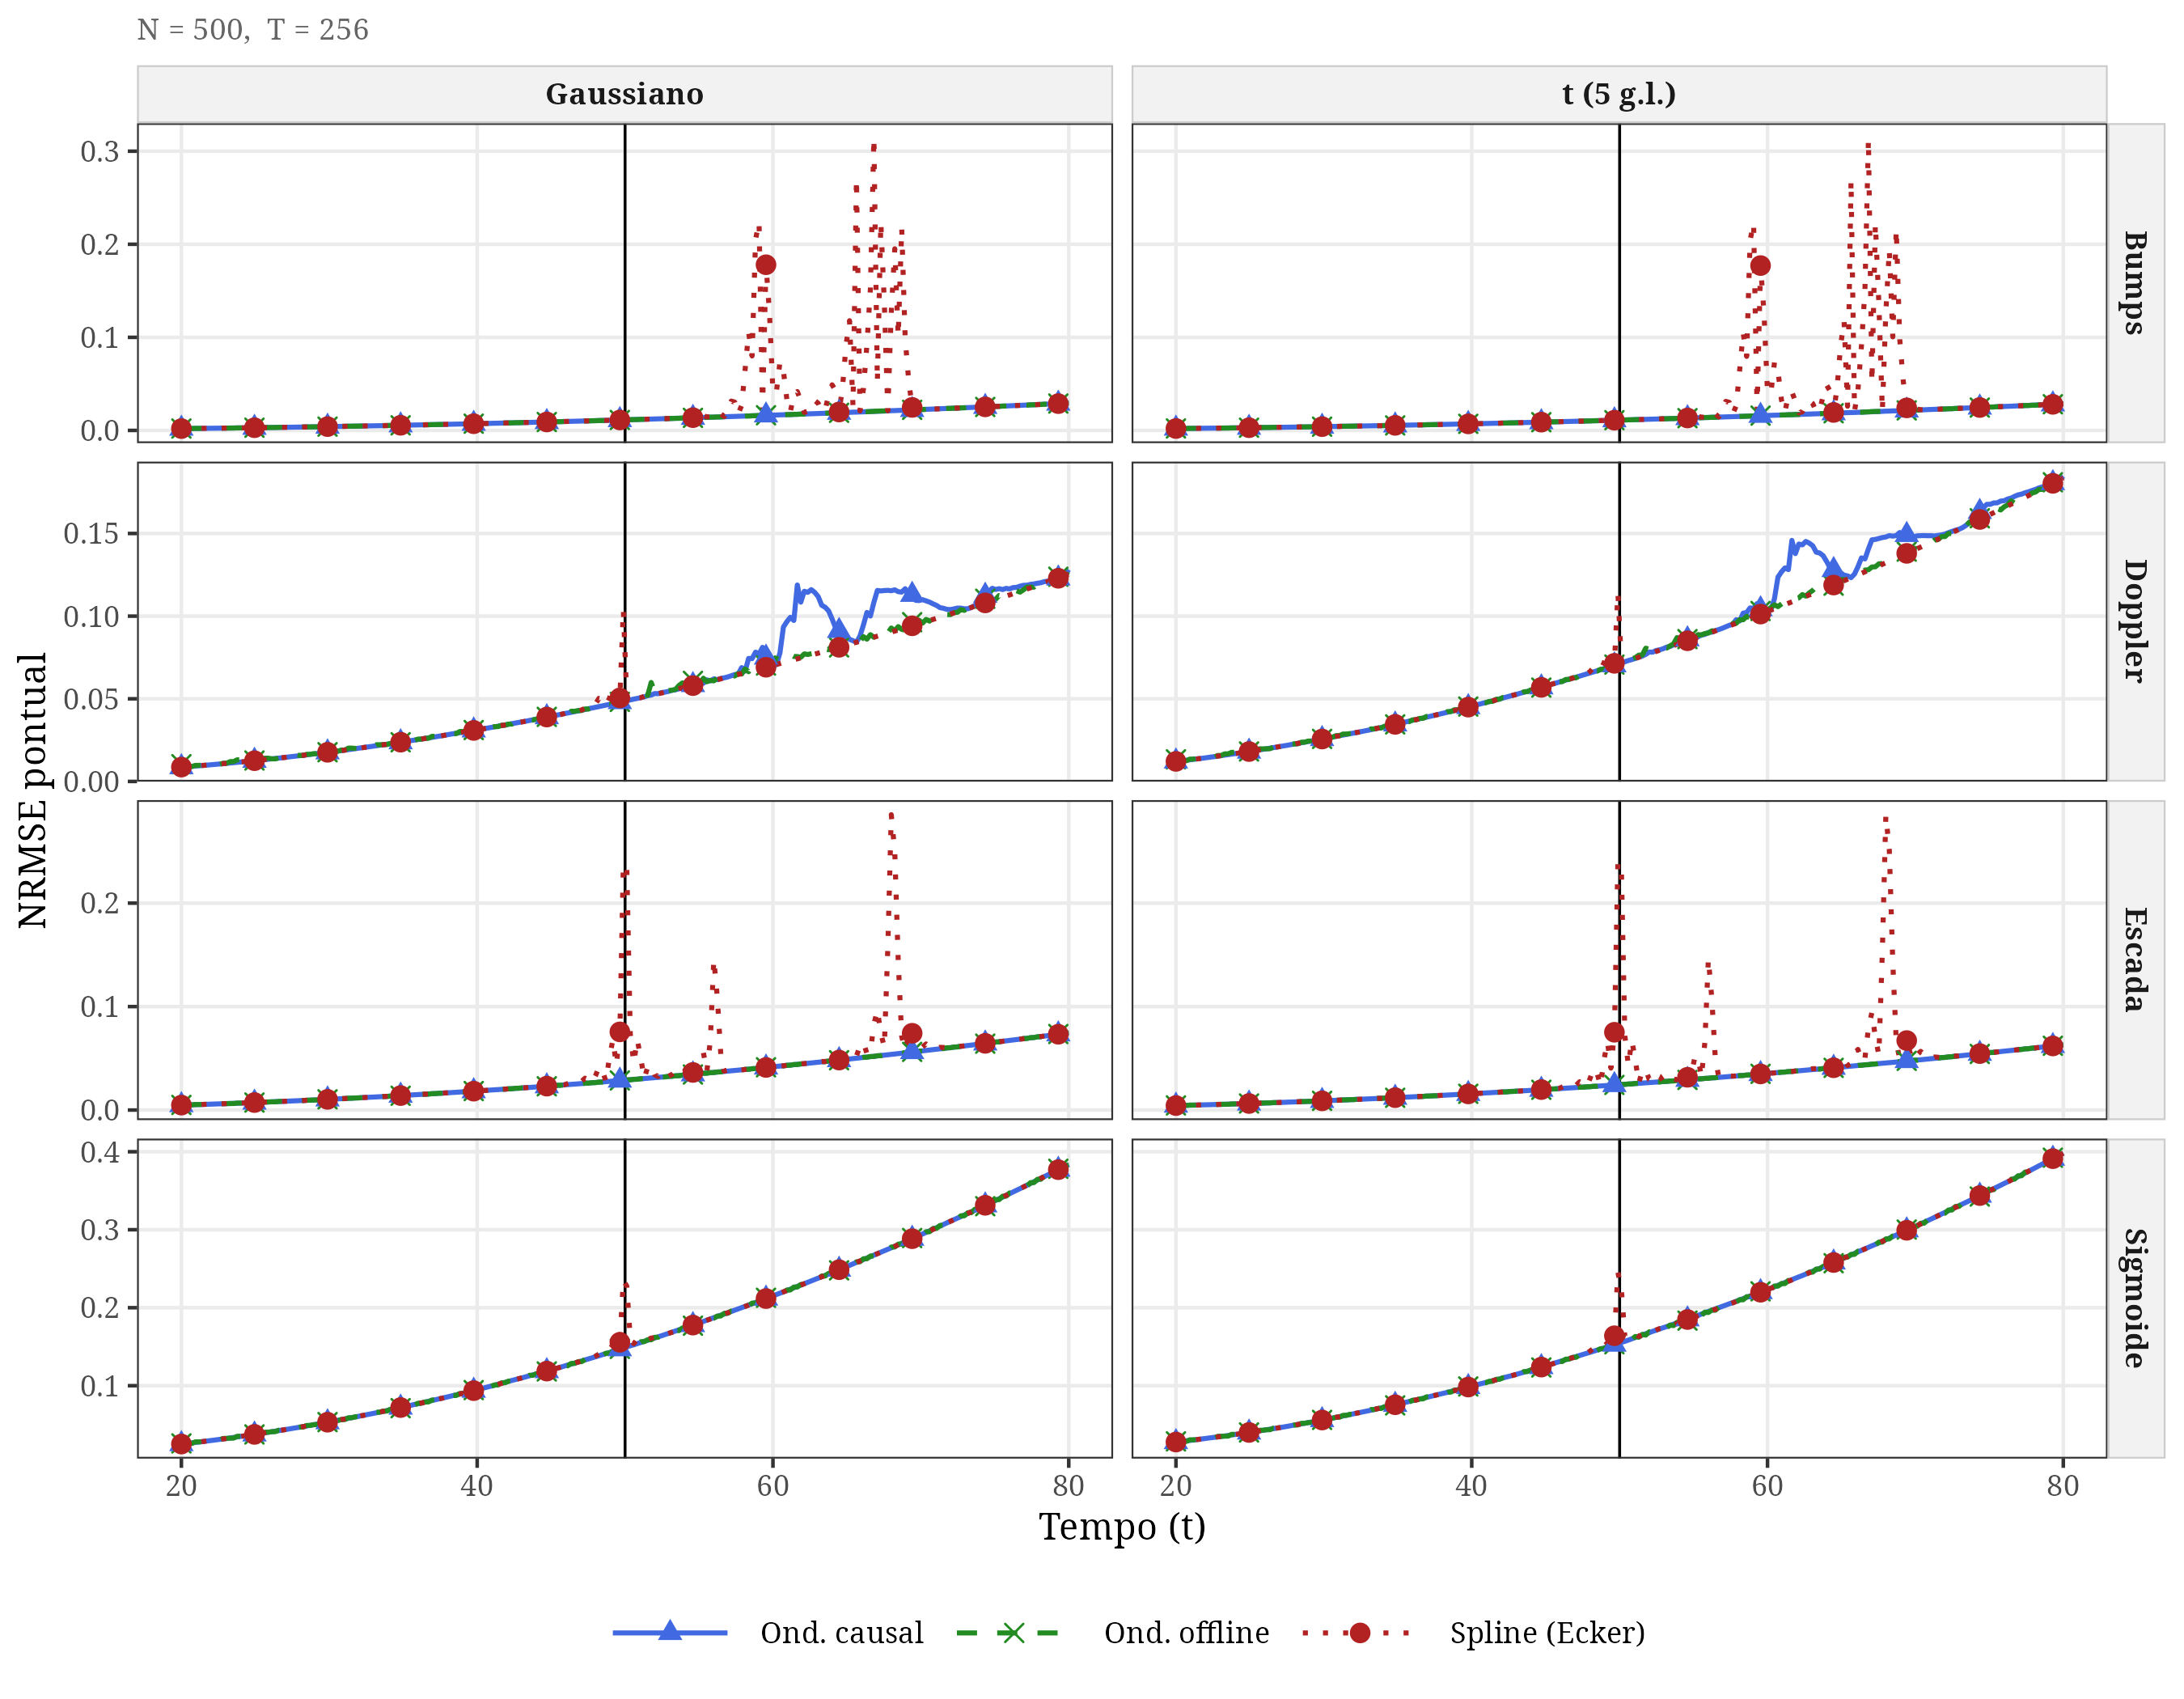 N = 500,  T = 256
Gaussiano
t (5 g.l.)
0.3
0.2
0.1
0.0
Bumps
0.15
0.10
0.05
0.00
Doppler
NRMSE pontual
0.2
0.1
0.0
Escada
0.4
0.3
0.2
0.1
Sigmoide
20 40 60 80 20 40 60 80
Tempo (t)
Ond. causal Ond. offline Spline (Ecker)